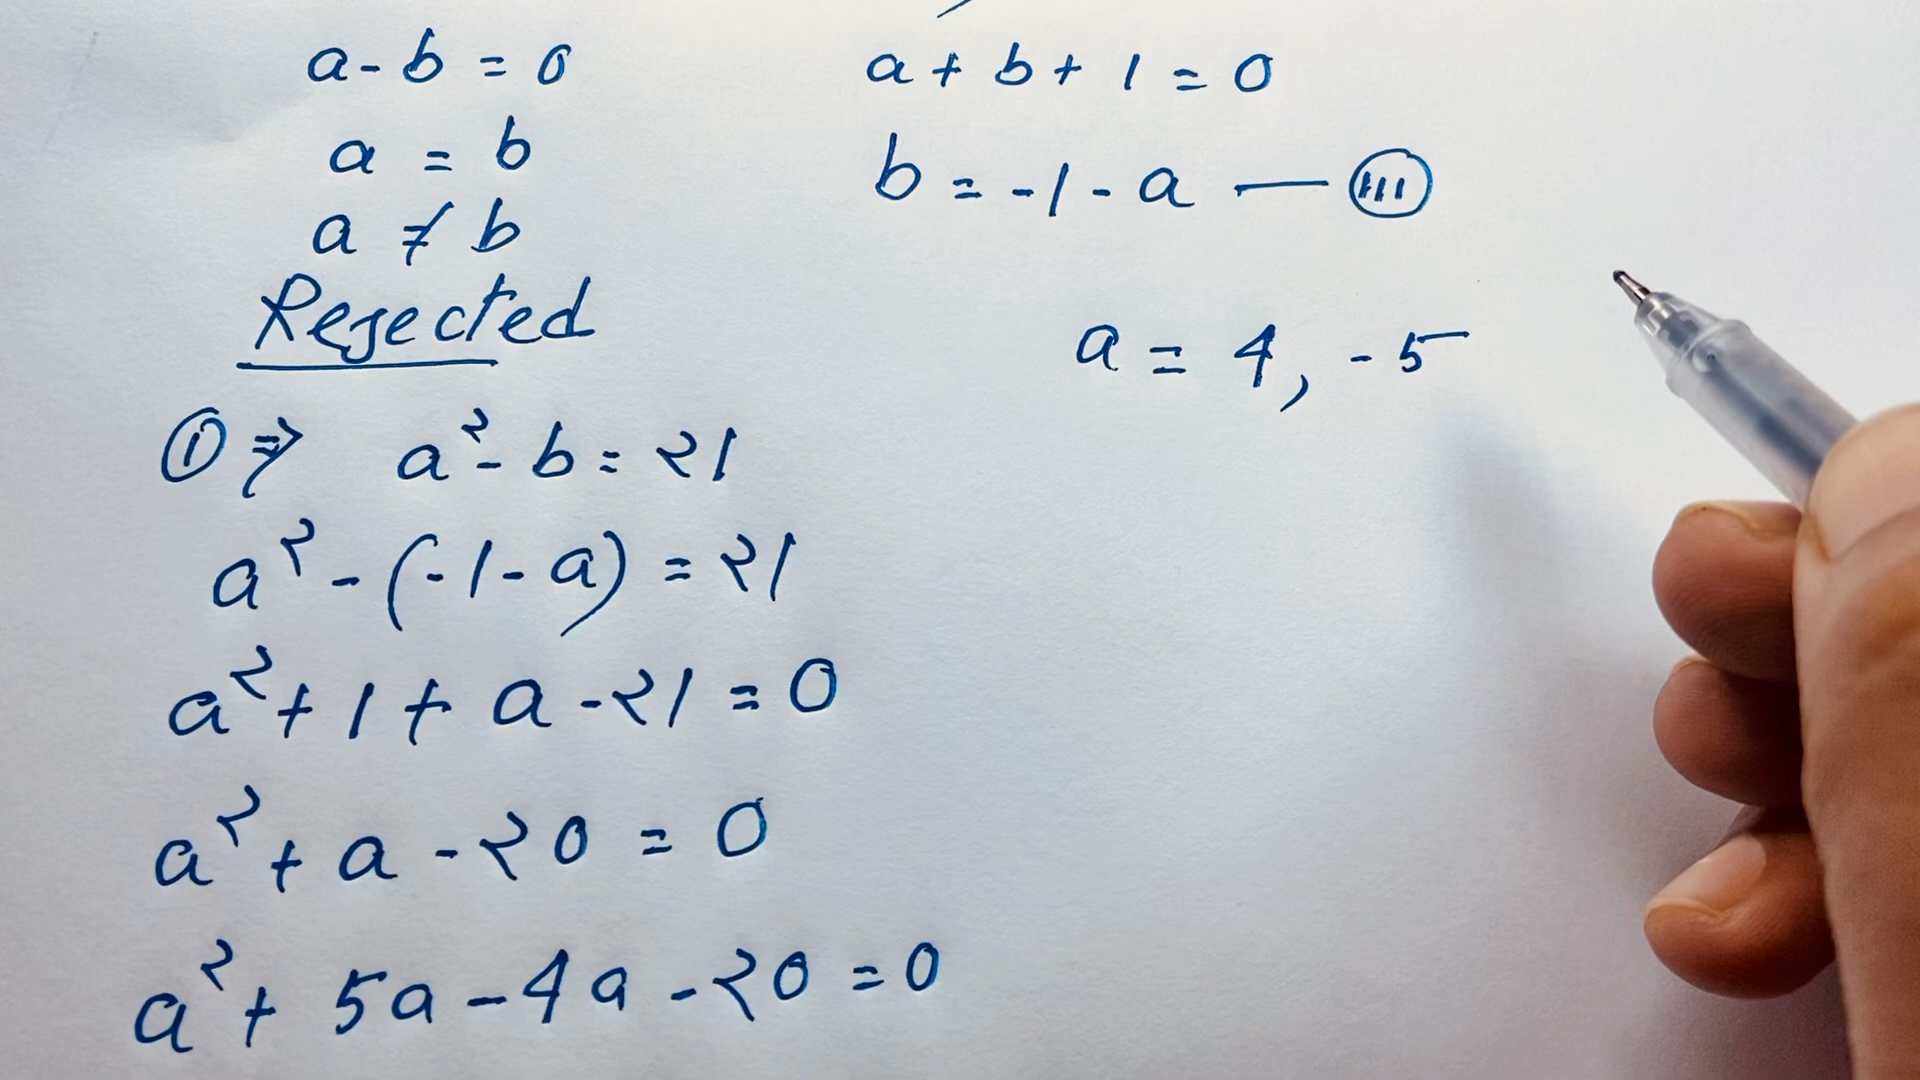 a - b = 0
a = b
a ≠ b
Rejected
a + b + 1 = 0
b = -1 - a — (III)
a = 4, -5
(1) ⇒ a² - b = 21
a² - (-1 - a) = 21
a² + 1 + a - 21 = 0
a² + a - 20 = 0
a² + 5a - 4a - 20 = 0